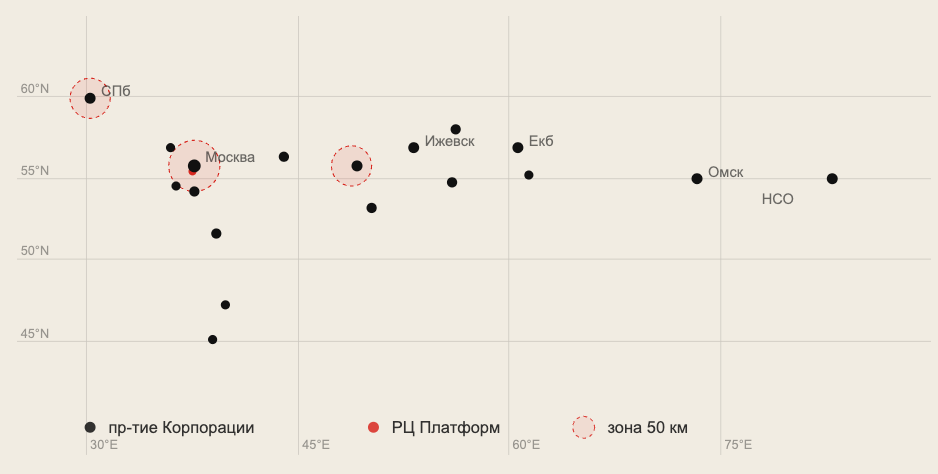 60°N
СПб
Ижевск
Екб
Москва
55°N
Омск
НСО
50°N
45°N
пр-тие Корпорации
РЦ Платформ
зона 50 км
30°E
45°E
60°E
75°E